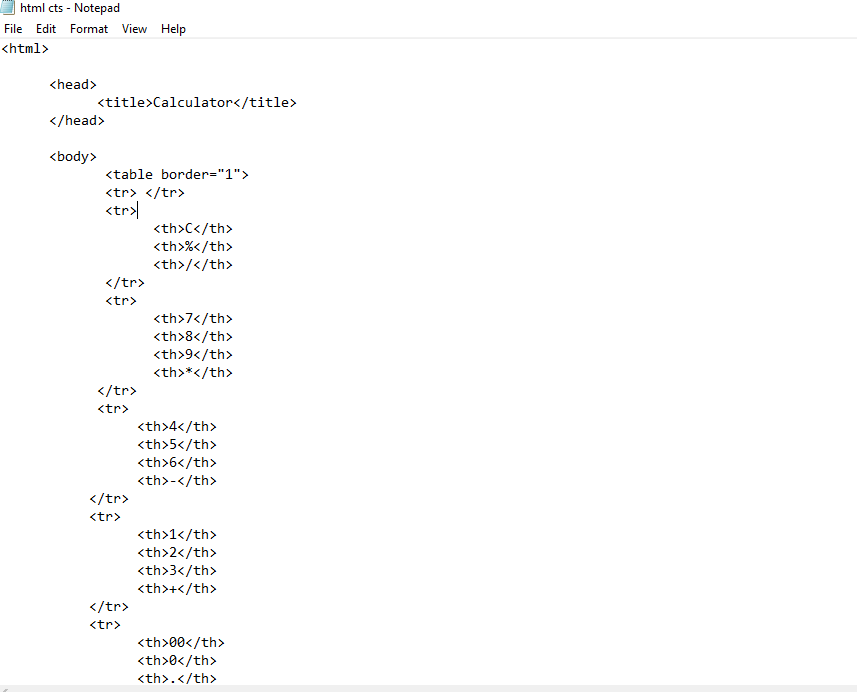 html cts - Notepad
File Edit Format View Help
<html>
<head>
<title>Calculator</title>
</head>
<body>
<table border="1">
<tr> </tr>
<tr>
<th>C</th>
<th>%</th>
<th>/</th>
</tr>
<tr>
<th>7</th>
<th>8</th>
<th>9</th>
<th>*</th>
</tr>
<tr>
<th>4</th>
<th>5</th>
<th>6</th>
<th>-</th>
</tr>
<tr>
<th>1</th>
<th>2</th>
<th>3</th>
<th>+</th>
</tr>
<tr>
<th>00</th>
<th>0</th>
<th>.</th>